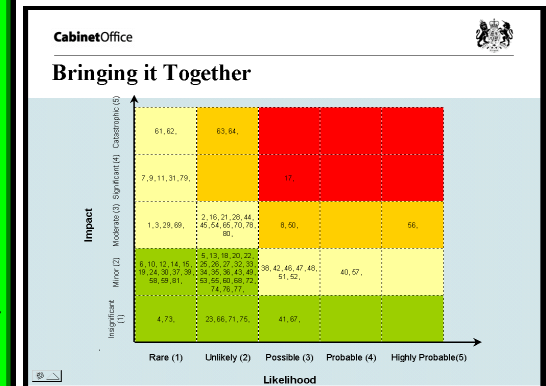 CabinetOffice
Bringing it Together
Impact
Catastrophic (5)
61, 62,
63, 64,
Significant (4)
7, 9, 11, 31, 79,
17,
Moderate (3)
1, 3, 29, 69,
2, 16, 21, 28, 44,
45, 54, 65, 70, 78,
80,
8, 50,
56,
Minor (2)
6, 10, 12, 14, 15,
19, 24, 30, 37, 39,
58, 59, 81,
5, 13, 18, 20, 22,
25, 26, 27, 32, 33,
34, 35, 36, 43, 49,
53, 55, 60, 68, 72,
74, 76, 77,
38, 42, 46, 47, 48,
51, 52,
40, 57,
Insignificant
(1)
4, 73,
23, 66, 71, 75,
41, 67,
Rare (1)
Unlikely (2)
Possible (3)
Probable (4)
Highly Probable(5)
Likelihood